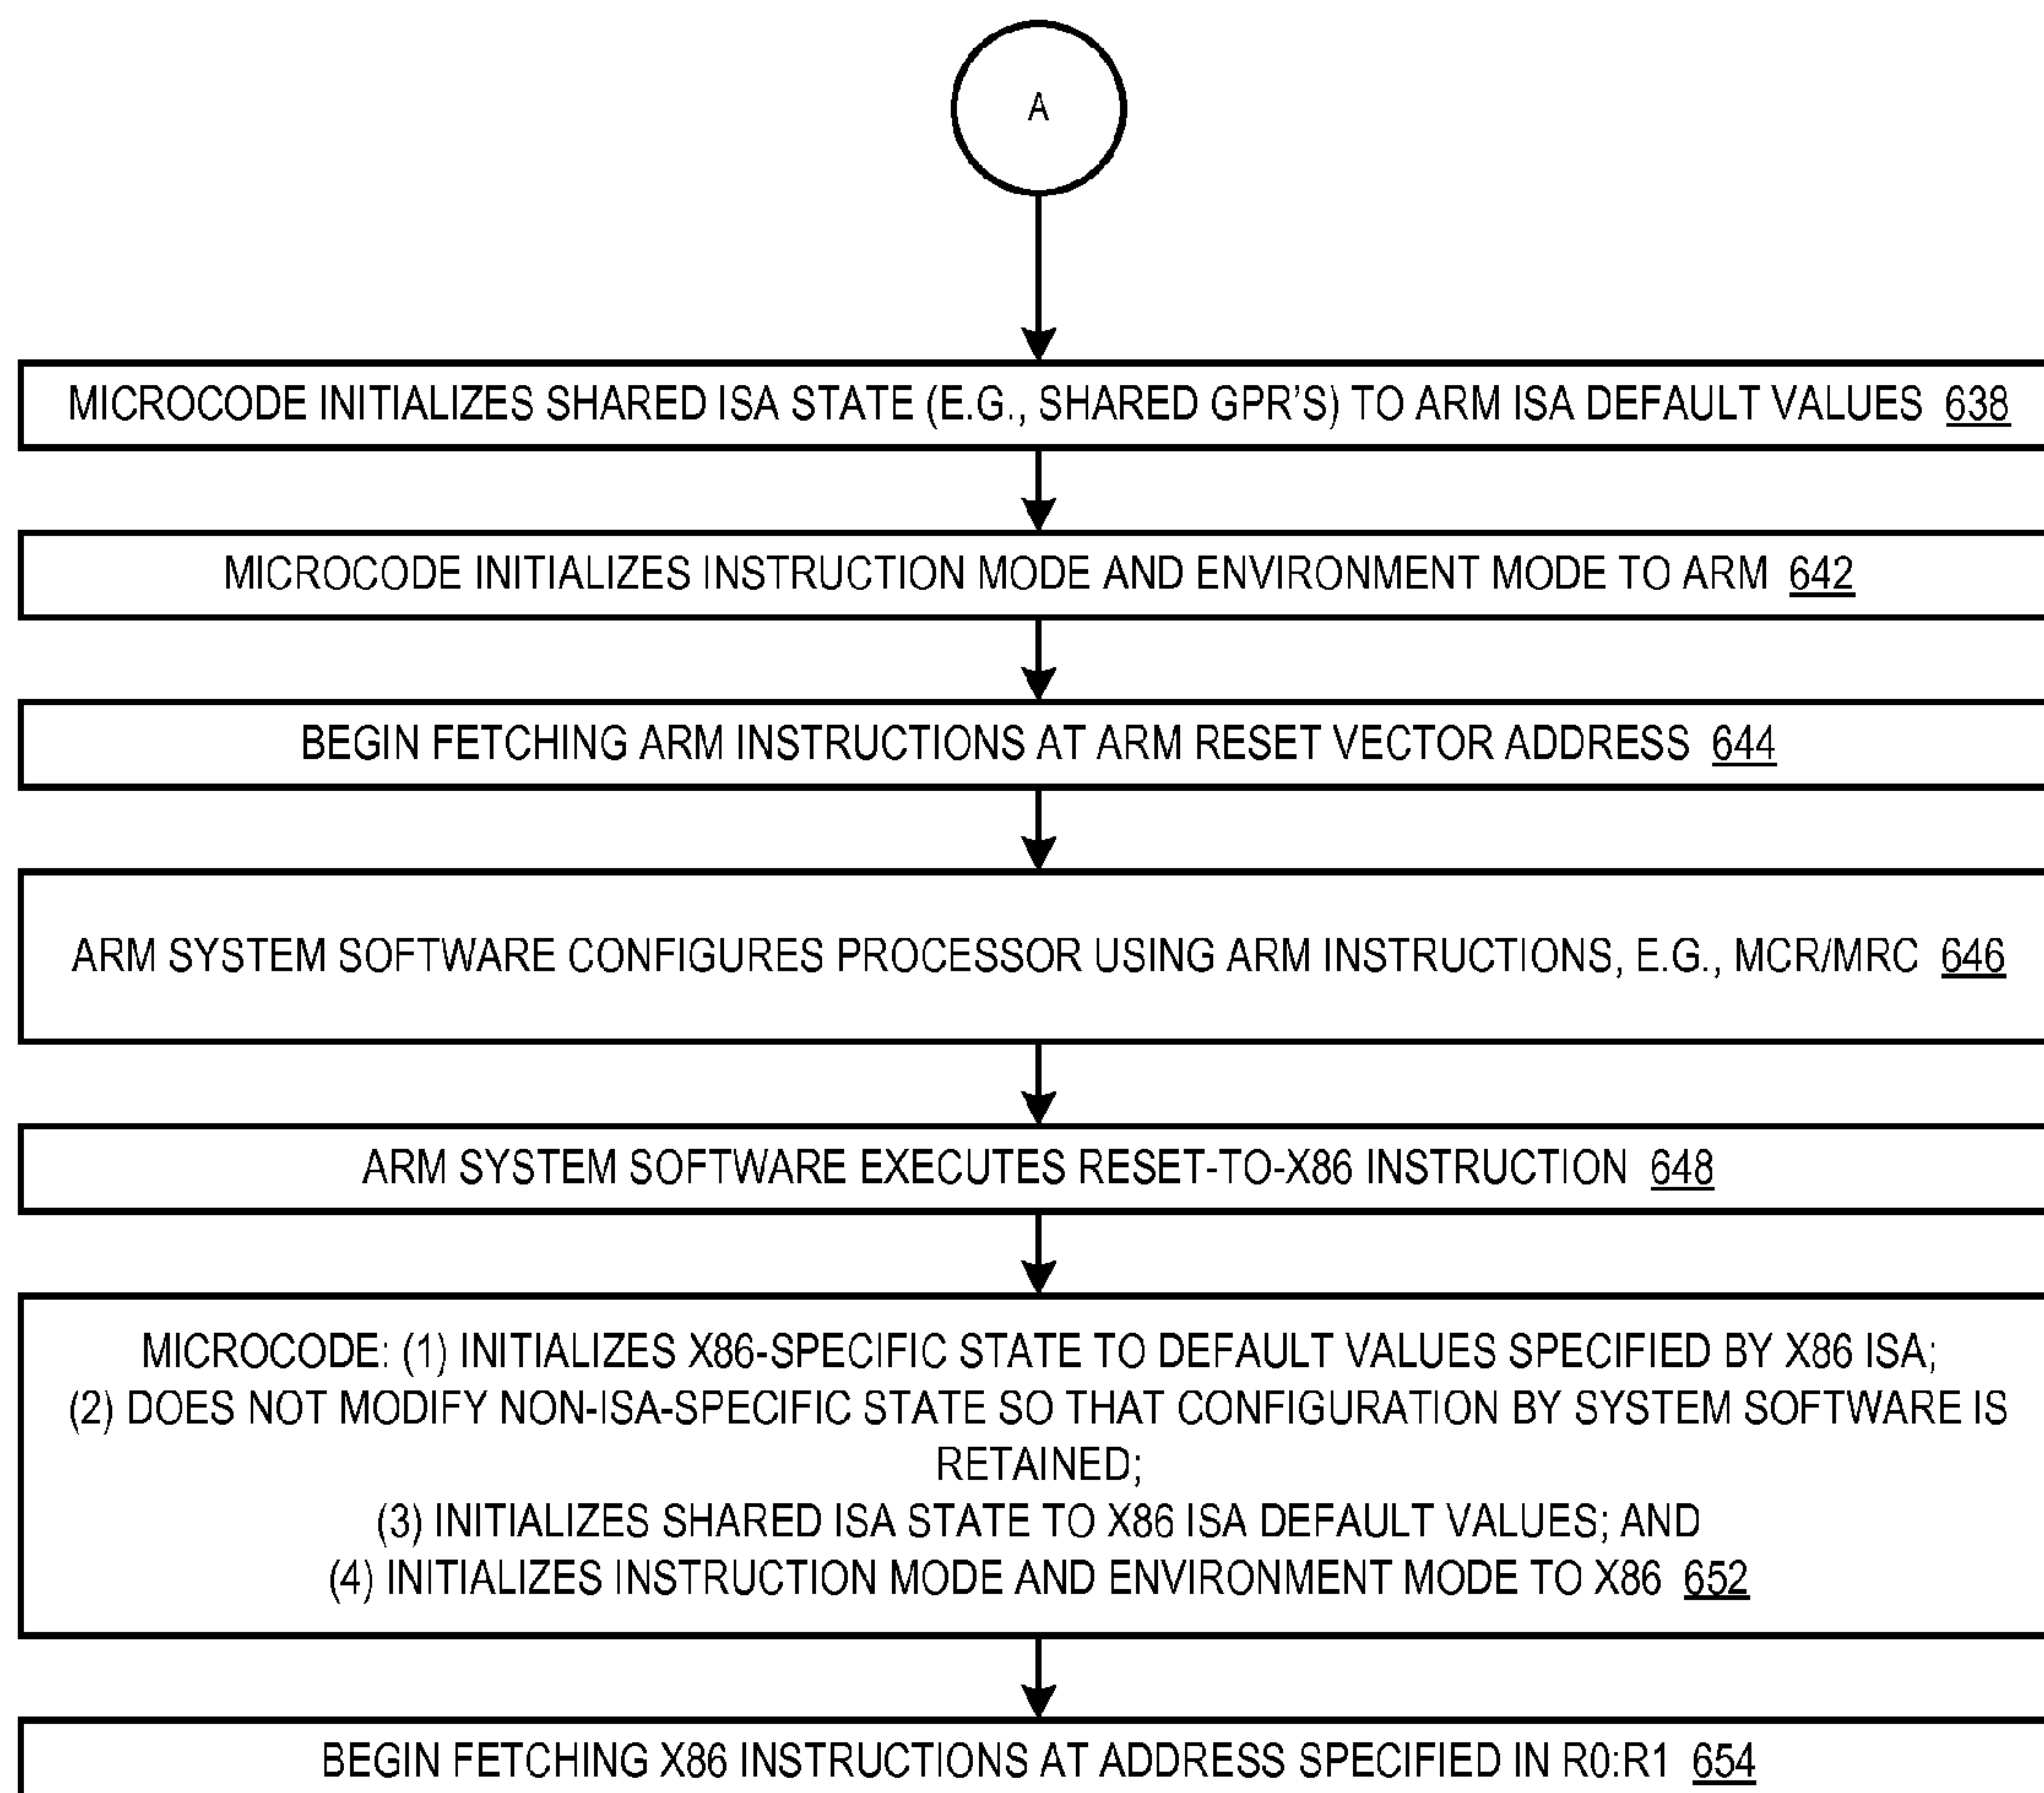 A
MICROCODE INITIALIZES SHARED ISA STATE (E.G., SHARED GPR'S) TO ARM ISA DEFAULT VALUES 638
MICROCODE INITIALIZES INSTRUCTION MODE AND ENVIRONMENT MODE TO ARM 642
BEGIN FETCHING ARM INSTRUCTIONS AT ARM RESET VECTOR ADDRESS 644
ARM SYSTEM SOFTWARE CONFIGURES PROCESSOR USING ARM INSTRUCTIONS, E.G., MCR/MRC 646
ARM SYSTEM SOFTWARE EXECUTES RESET-TO-X86 INSTRUCTION 648
MICROCODE: (1) INITIALIZES X86-SPECIFIC STATE TO DEFAULT VALUES SPECIFIED BY X86 ISA;
(2) DOES NOT MODIFY NON-ISA-SPECIFIC STATE SO THAT CONFIGURATION BY SYSTEM SOFTWARE IS
RETAINED;
(3) INITIALIZES SHARED ISA STATE TO X86 ISA DEFAULT VALUES; AND
(4) INITIALIZES INSTRUCTION MODE AND ENVIRONMENT MODE TO X86 652
BEGIN FETCHING X86 INSTRUCTIONS AT ADDRESS SPECIFIED IN R0:R1 654